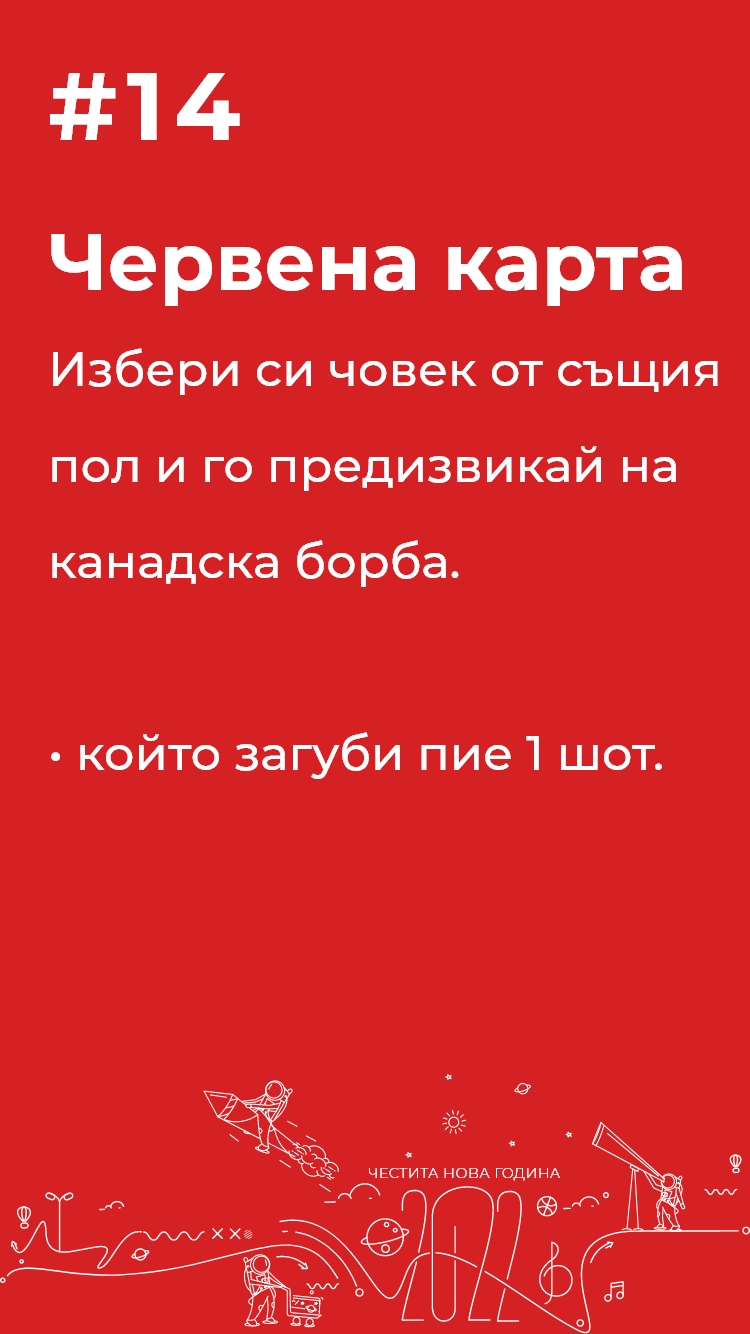 #14
Червена карта
Избери си човек от същия
пол и го предизвикай на
канадска борба.
• който загуби пие 1 шот.
ЧЕСТИТА НОВА ГОДИНА
2022